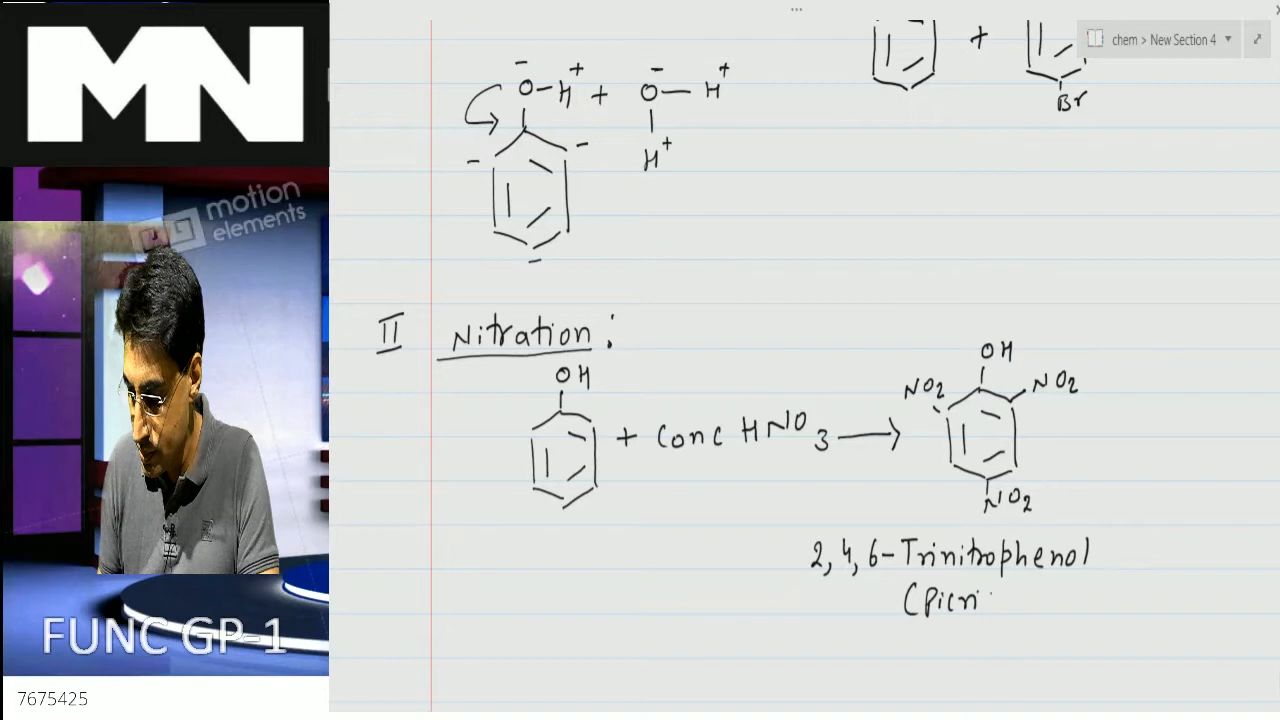 MN
motion
elements
FUNC GP-1
7675425
chem > New Section 4
+
Br
- +
O-H + O-H
- +
H+
- -
-
II Nitration:
OH
+ Conc HNO3 →
OH
NO2 NO2
NO2
2,4,6-Trinitrophenol
(Picri